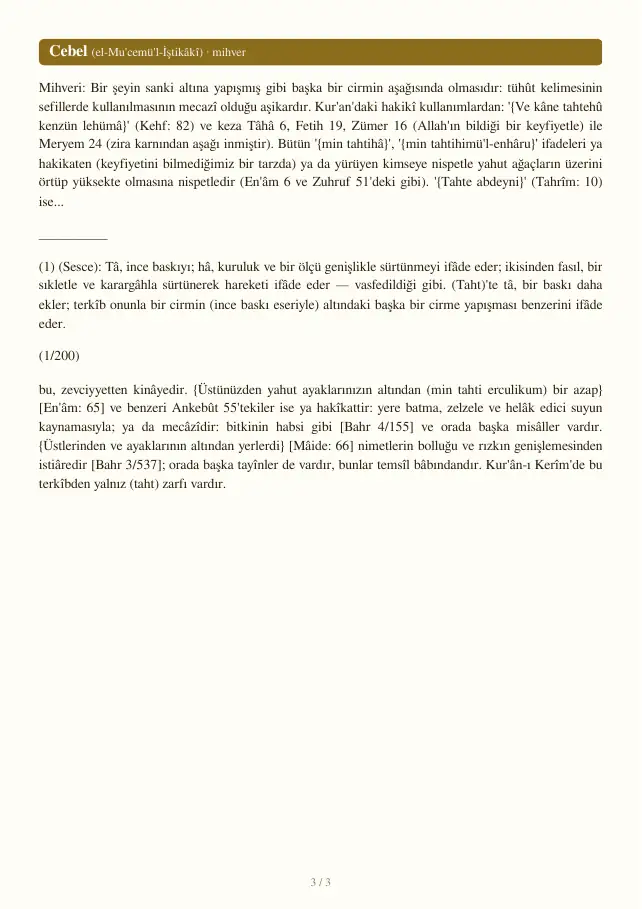 Cebel (el-Mu'cemü'l-İştikâkî) · mihver
Mihveri: Bir şeyin sanki altına yapışmış gibi başka bir cirmin aşağısında olmasıdır: tühût kelimesinin
sefillerde kullanılmasının mecazî olduğu aşikardır. Kur'an'daki hakikî kullanımlardan: '{Ve kâne tahtehû
kenzün lehümâ}' (Kehf: 82) ve keza Tâhâ 6, Fetih 19, Zümer 16 (Allah'ın bildiği bir keyfiyetle) ile
Meryem 24 (zira karnından aşağı inmiştir). Bütün '{min tahtihâ}', '{min tahtihimü'l-enhâru}' ifadeleri ya
hakikaten (keyfiyetini bilmediğimiz bir tarzda) ya da yürüyen kimseye nispetle yahut ağaçların üzerini
örtüp yüksekte olmasına nispetledir (En'âm 6 ve Zuhruf 51'deki gibi). '{Tahte abdeyni}' (Tahrîm: 10)
ise...
(1) (Sesce): Tâ, ince baskıyı; hâ, kuruluk ve bir ölçü genişlikle sürtünmeyi ifâde eder; ikisinden fasıl, bir
sıkletle ve karargâhla sürtünerek hareketi ifâde eder — vasfedildiği gibi. (Taht)'te tâ, bir baskı daha
ekler; terkîb onunla bir cirmin (ince baskı eseriyle) altındaki başka bir cirme yapışması benzerini ifâde
eder.
(1/200)
bu, zevciyyetten kinâyedir. {Üstünüzden yahut ayaklarınızın altından (min tahti erculikum) bir azap}
[En'âm: 65] ve benzeri Ankebût 55'tekiler ise ya hakîkattir: yere batma, zelzele ve helâk edici suyun
kaynamasıyla; ya da mecâzîdir: bitkinin habsi gibi [Bahr 4/155] ve orada başka misâller vardır.
{Üstlerinden ve ayaklarının altından yerlerdi} [Mâide: 66] nimetlerin bolluğu ve rızkın genişlemesinden
istiâredir [Bahr 3/537]; orada başka tayînler de vardır, bunlar temsîl bâbındandır. Kur'ân-ı Kerîm'de bu
terkîbden yalnız (taht) zarfı vardır.
3 / 3